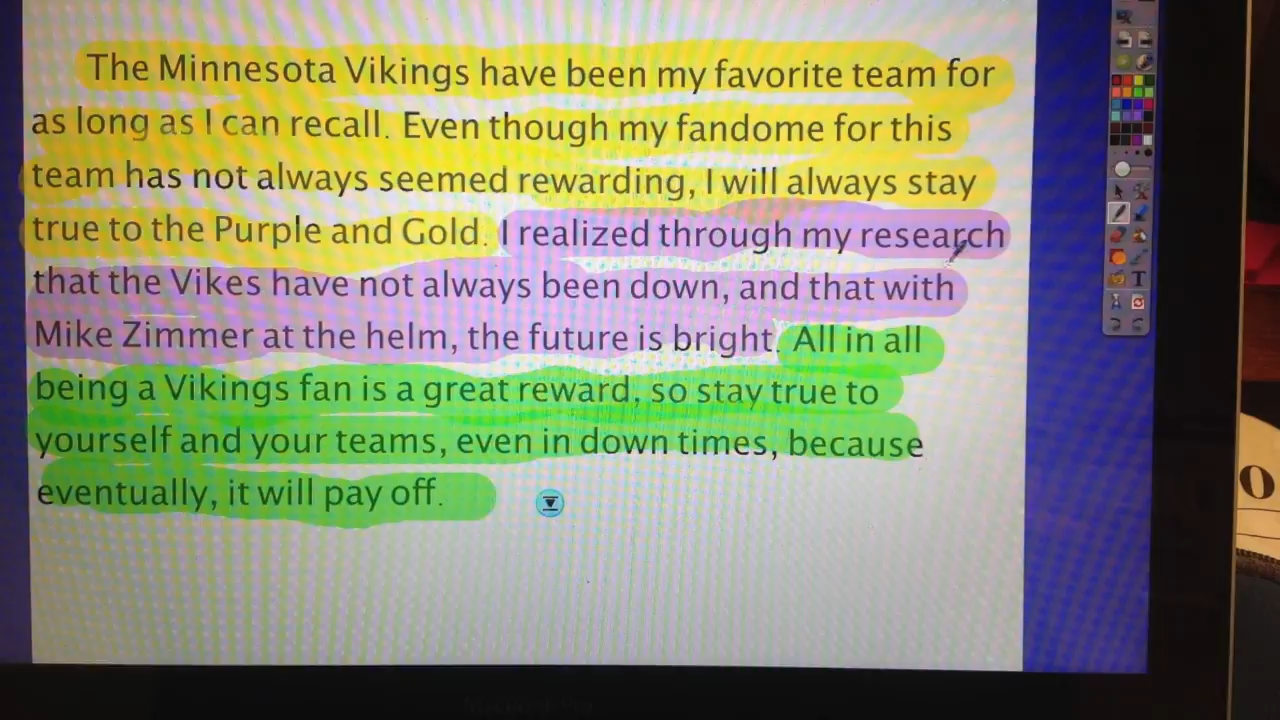 The Minnesota Vikings have been my favorite team for
as long as I can recall. Even though my fandome for this
team has not always seemed rewarding, I will always stay
true to the Purple and Gold. I realized through my research
that the Vikes have not always been down, and that with
Mike Zimmer at the helm, the future is bright. All in all
being a Vikings fan is a great reward, so stay true to
yourself and your teams, even in down times, because
eventually, it will pay off.
T